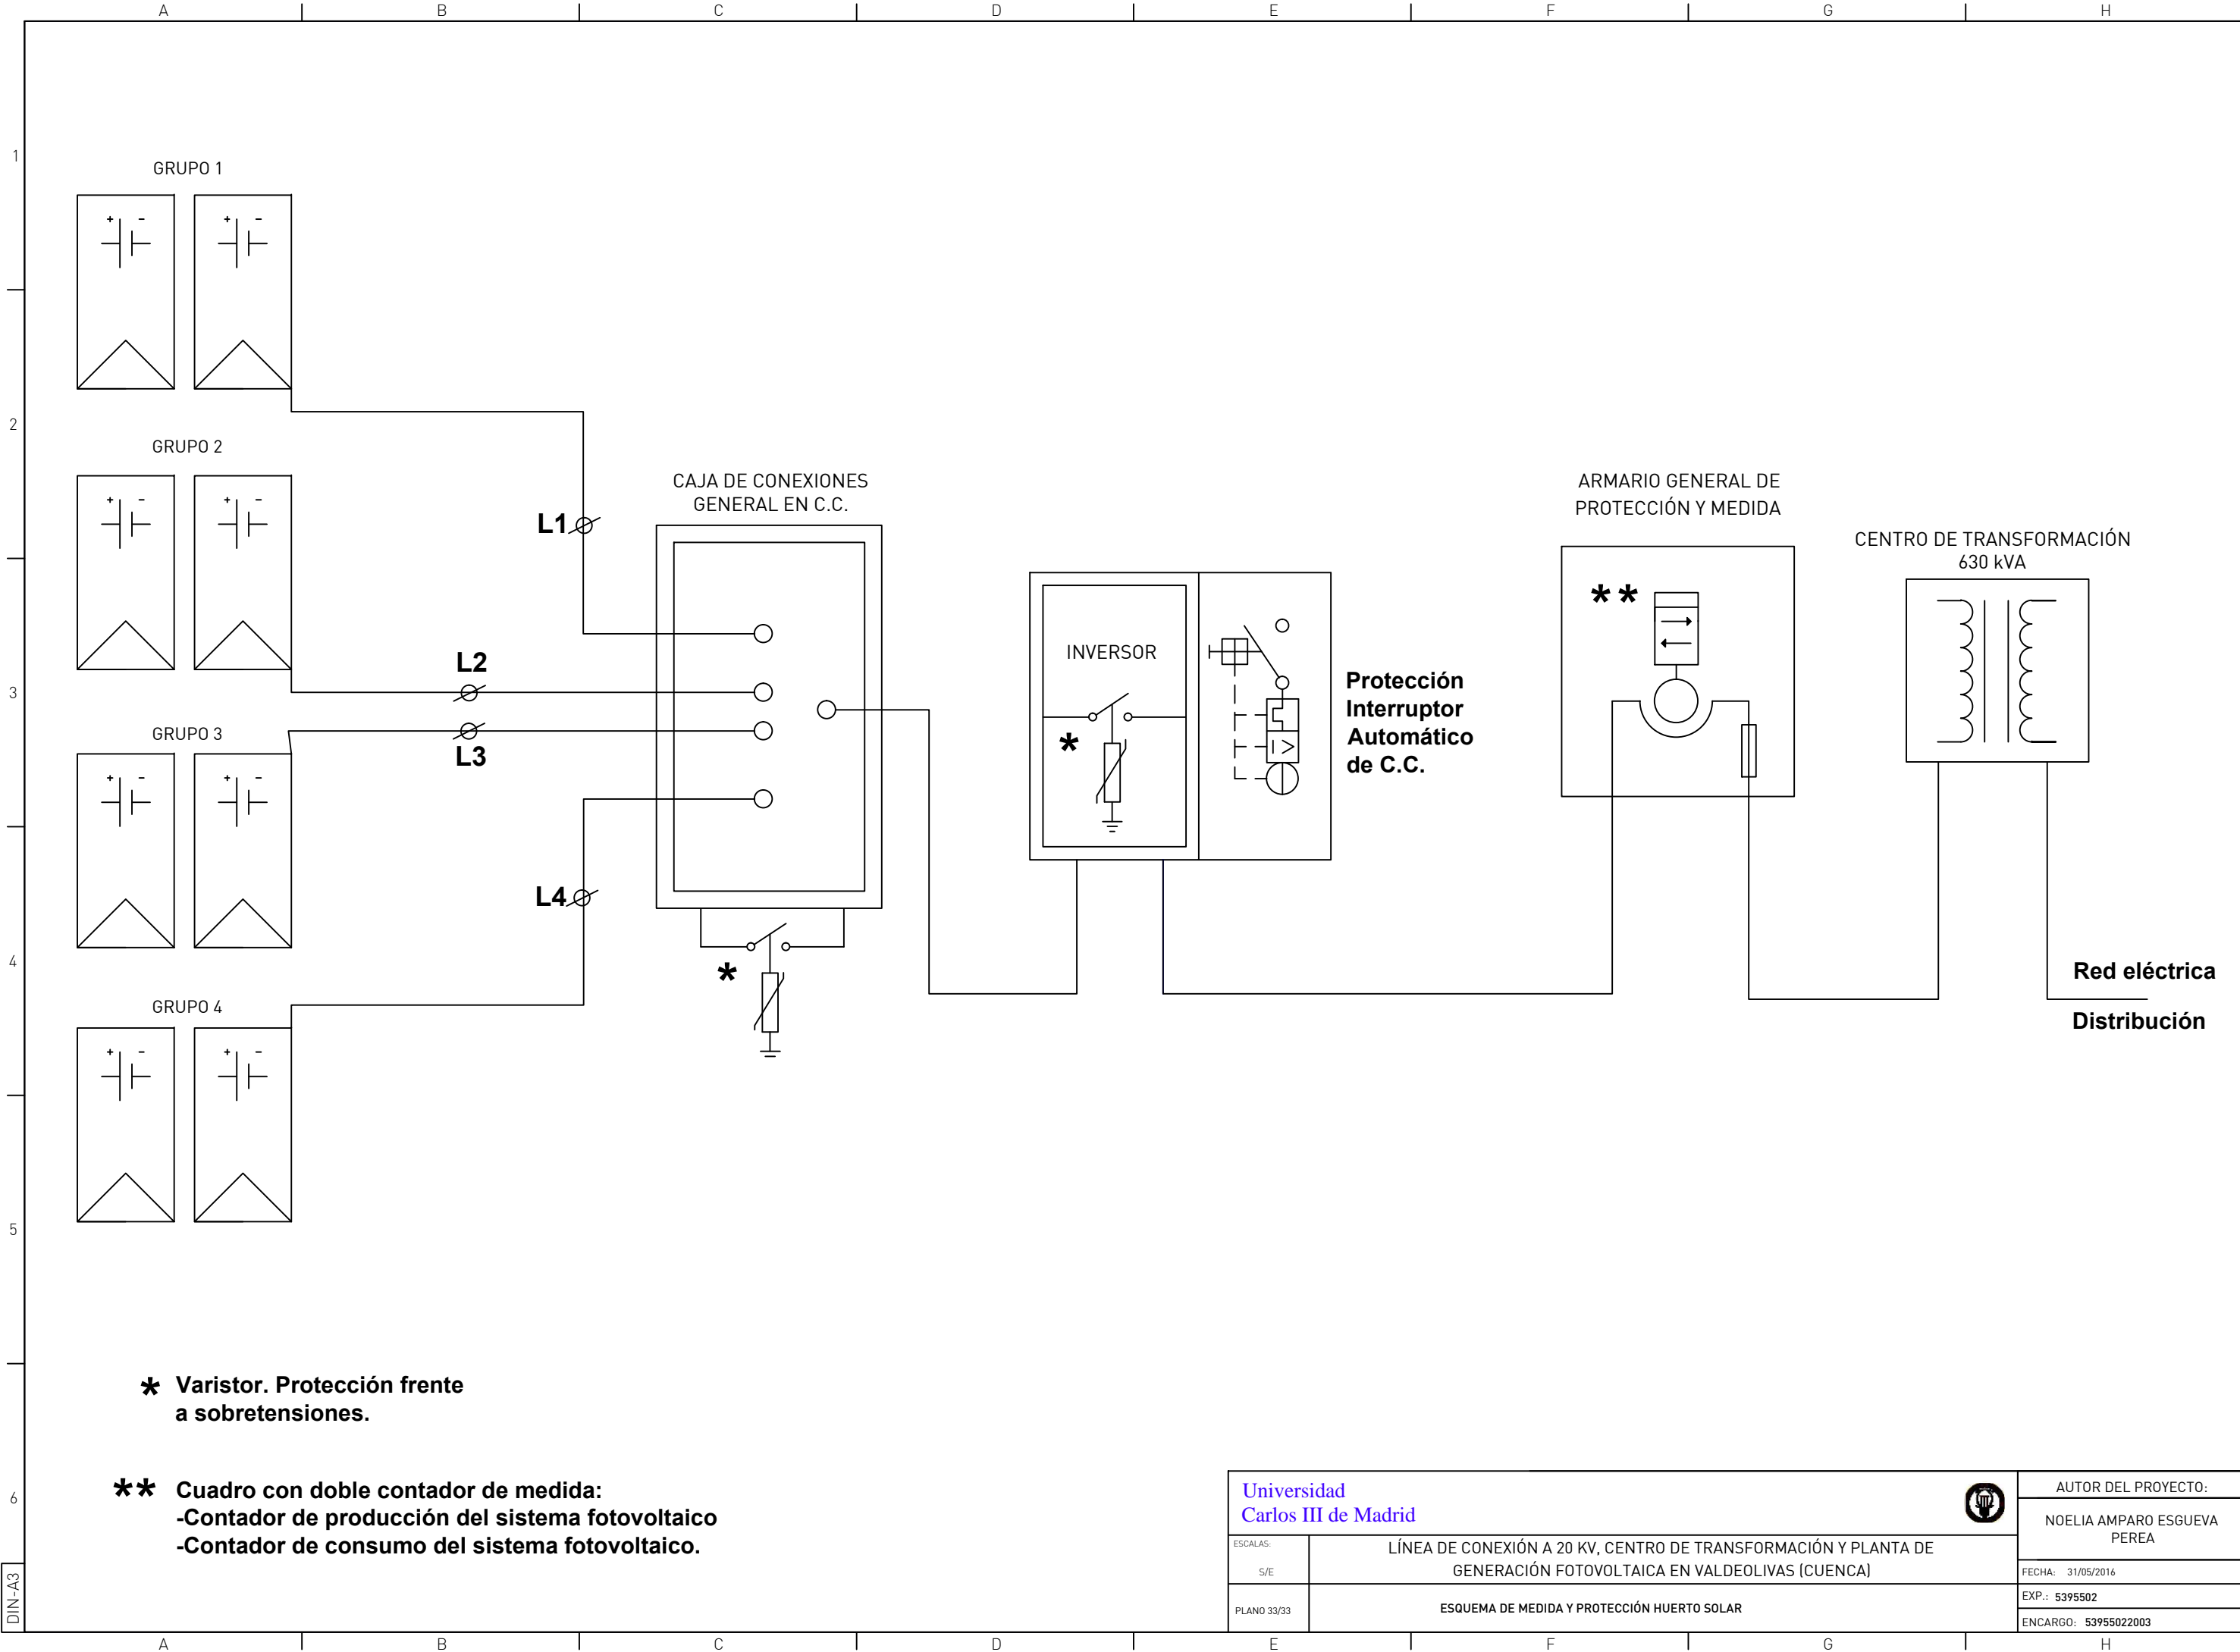 A B C D E F G H
1
GRUPO 1
+ - + -
2
GRUPO 2
+ - + -
CAJA DE CONEXIONES
GENERAL EN C.C.
L1
ARMARIO GENERAL DE
PROTECCIÓN Y MEDIDA
CENTRO DE TRANSFORMACIÓN
630 kVA
**
INVERSOR
*
I >
Protección
Interruptor
Automático
de C.C.
3
L2
L3
GRUPO 3
+ - + -
L4
*
4
GRUPO 4
+ - + -
Red eléctrica
Distribución
5
* Varistor. Protección frente
a sobretensiones.
6
** Cuadro con doble contador de medida:
-Contador de producción del sistema fotovoltaico
-Contador de consumo del sistema fotovoltaico.
DIN-A3
Universidad
Carlos III de Madrid
AUTOR DEL PROYECTO:
NOELIA AMPARO ESGUEVA
PEREA
ESCALAS:
S/E
LÍNEA DE CONEXIÓN A 20 KV, CENTRO DE TRANSFORMACIÓN Y PLANTA DE
GENERACIÓN FOTOVOLTAICA EN VALDEOLIVAS (CUENCA)
FECHA: 31/05/2016
PLANO 33/33
ESQUEMA DE MEDIDA Y PROTECCIÓN HUERTO SOLAR
EXP.: 5395502
ENCARGO: 53955022003
A B C D E F G H